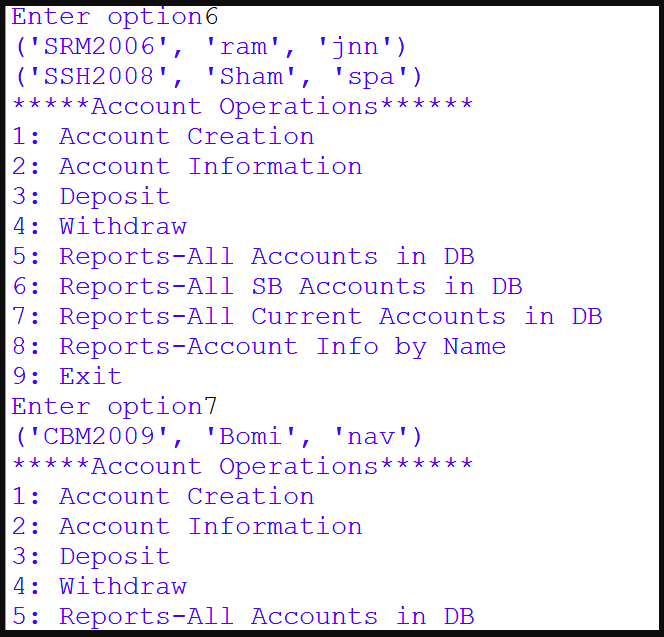 Enter option6
('SRM2006', 'ram', 'jnn')
('SSH2008', 'Sham', 'spa')
*****Account Operations******
1: Account Creation
2: Account Information
3: Deposit
4: Withdraw
5: Reports-All Accounts in DB
6: Reports-All SB Accounts in DB
7: Reports-All Current Accounts in DB
8: Reports-Account Info by Name
9: Exit
Enter option7
('CBM2009', 'Bomi', 'nav')
*****Account Operations******
1: Account Creation
2: Account Information
3: Deposit
4: Withdraw
5: Reports-All Accounts in DB